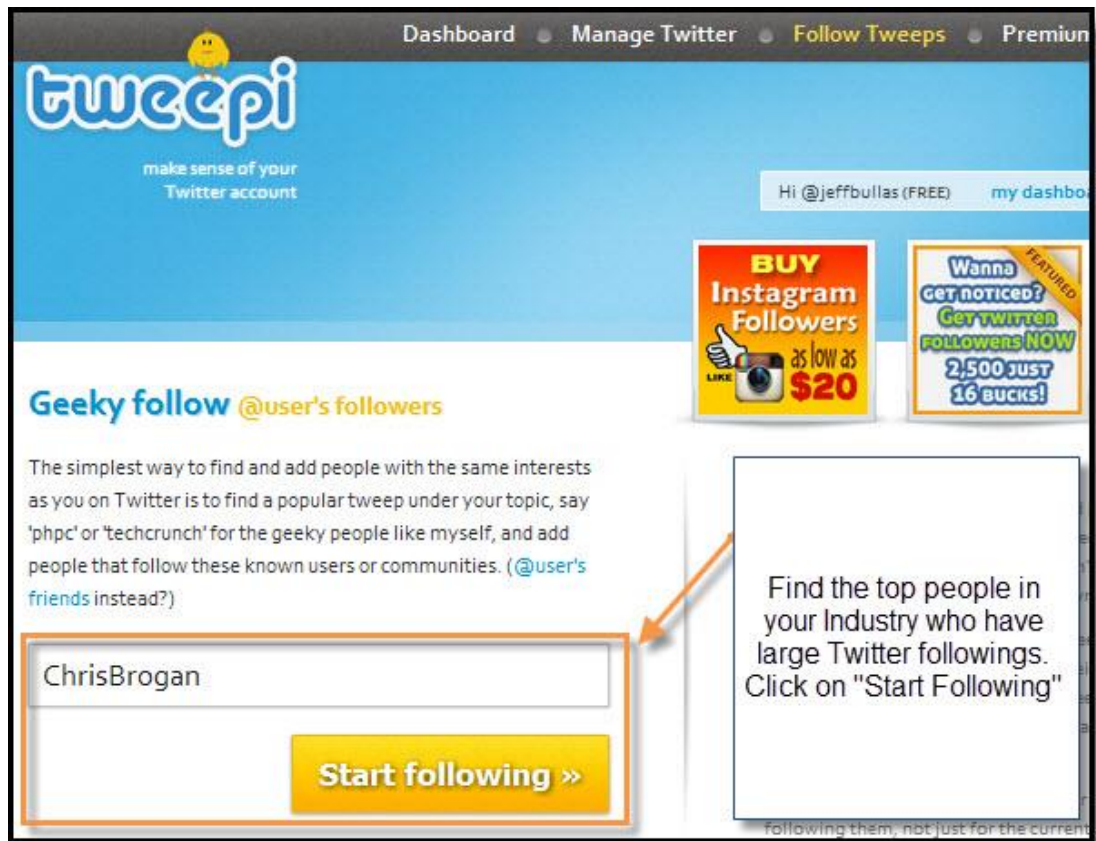 Dashboard Manage Twitter Follow Tweeps
tweepi
make sense of your
Twitter account
Hi @jeffbullas (FREE) my
BUY
Instagram
Followers
as low as
LIKE
$20
FEATURED
Wanna
GET NOTICED?
GET TWITTER
FOLLOWERS NOW
2,500 JUST
16 BUCKS!
Geeky follow @user's followers
The simplest way to find and add people with the same interests
as you on Twitter is to find a popular tweep under your topic, say
'phpc' or 'techcrunch' for the geeky people like myself, and add
people that follow these known users or communities. (@user's
friends instead?)
ChrisBrogan
Start following »
Find the top people in
your Industry who have
large Twitter followings.
Click on "Start Following"
following them, not just for the current